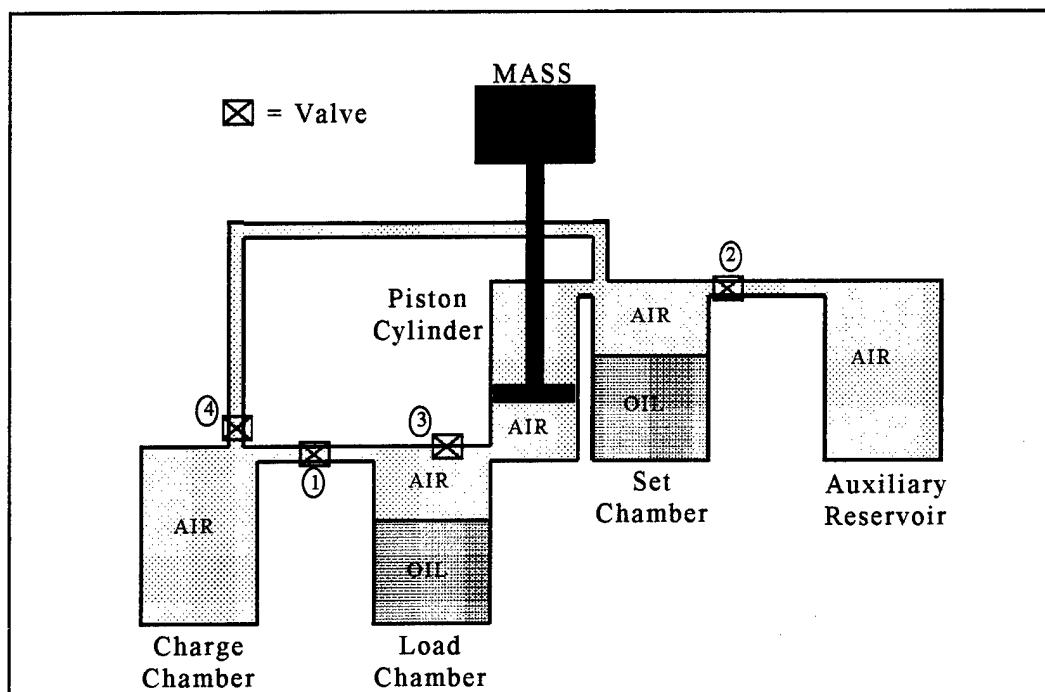 MASS
= Valve
②
Piston
Cylinder
AIR
AIR
④
③
OIL
AIR
Set
Chamber
Auxiliary
Reservoir
①
AIR
AIR
OIL
Charge
Chamber
Load
Chamber